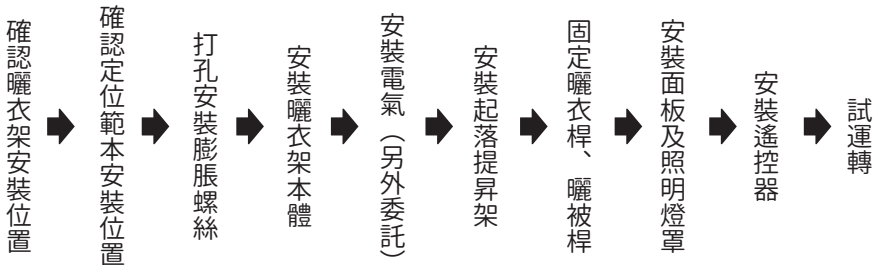 確認曬衣架安裝位置
確認定位範本安裝位置
打孔安裝膨脹螺絲
安裝曬衣架本體
安裝電氣（另外委託）
安裝起落提昇架
固定曬衣桿、曬被桿
安裝面板及照明燈罩
安裝遙控器
試運轉